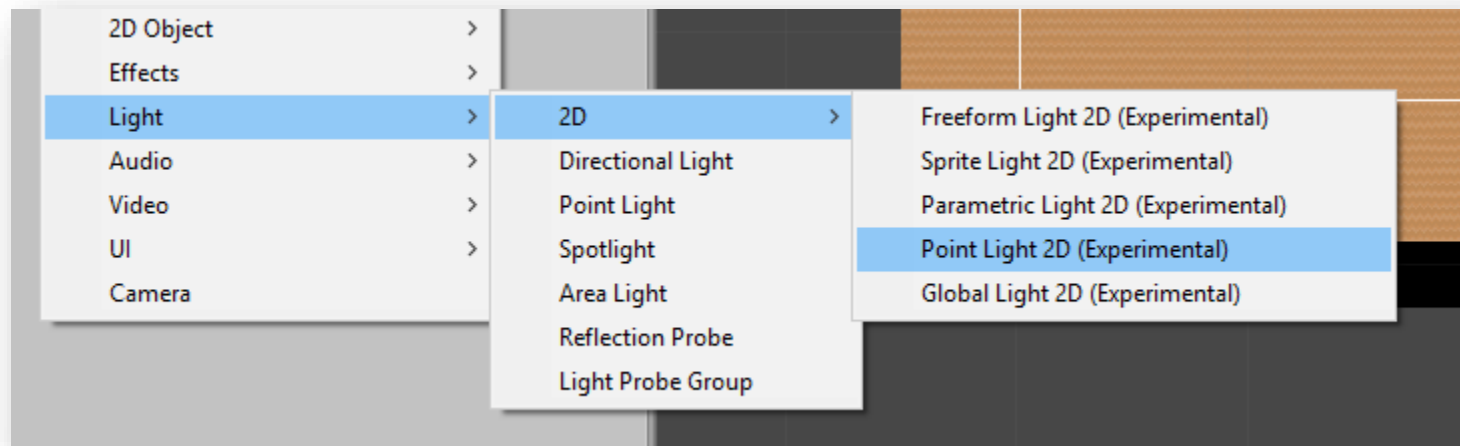 2D Object
Effects
Light
Audio
Video
UI
Camera
2D
Directional Light
Point Light
Spotlight
Area Light
Reflection Probe
Light Probe Group
Freeform Light 2D (Experimental)
Sprite Light 2D (Experimental)
Parametric Light 2D (Experimental)
Point Light 2D (Experimental)
Global Light 2D (Experimental)